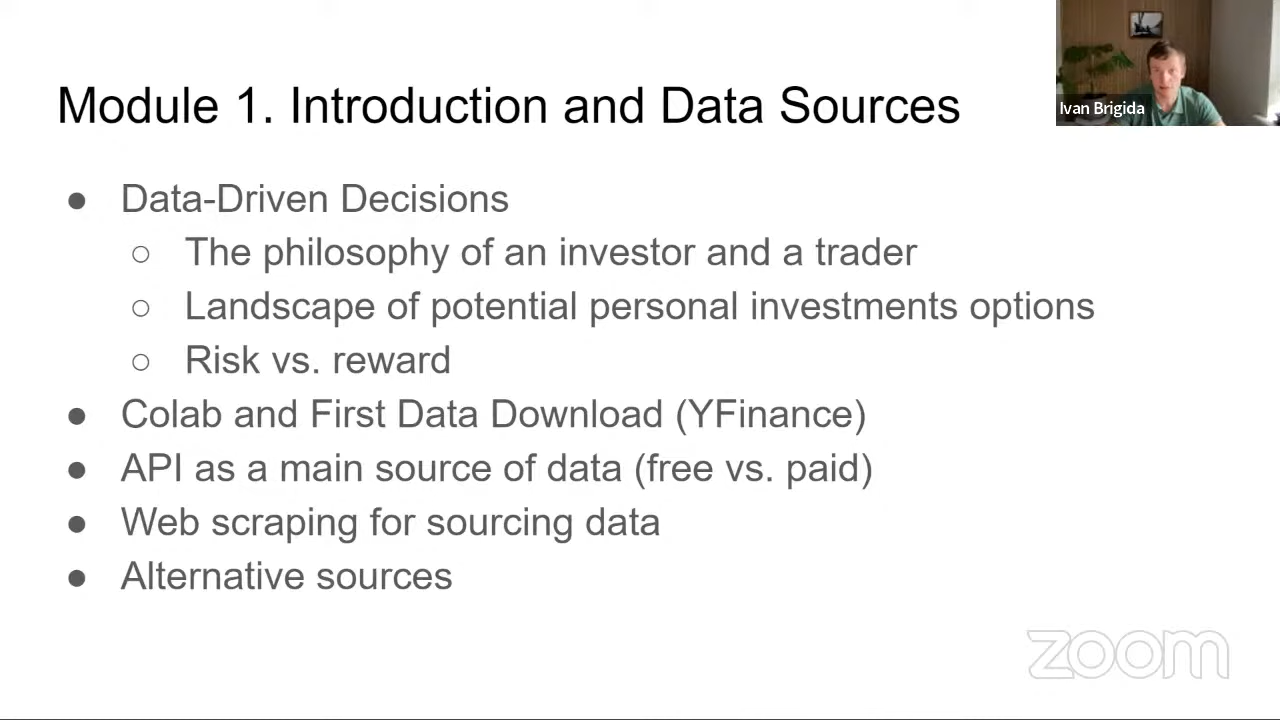 Module 1. Introduction and Data Sources
Ivan Brigida
● Data-Driven Decisions
○ The philosophy of an investor and a trader
○ Landscape of potential personal investments options
○ Risk vs. reward
● Colab and First Data Download (YFinance)
● API as a main source of data (free vs. paid)
● Web scraping for sourcing data
● Alternative sources
zoom